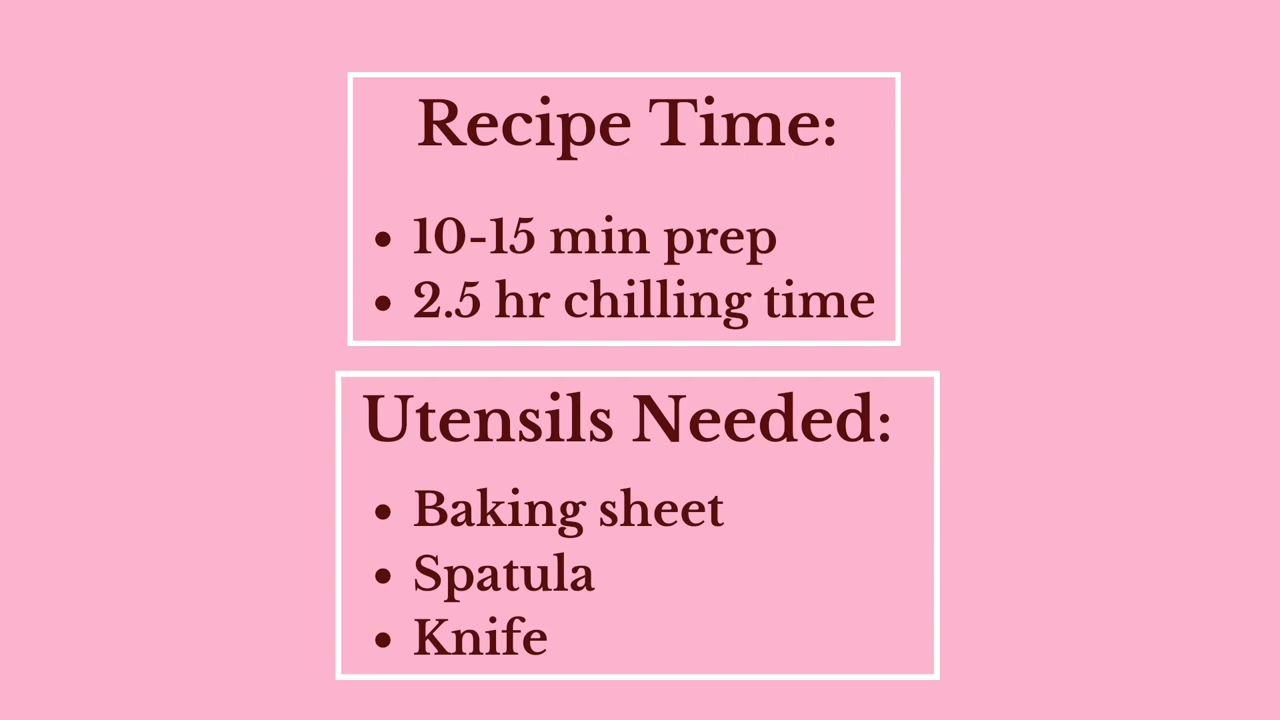 Recipe Time:
• 10-15 min prep
• 2.5 hr chilling time
Utensils Needed:
• Baking sheet
• Spatula
• Knife